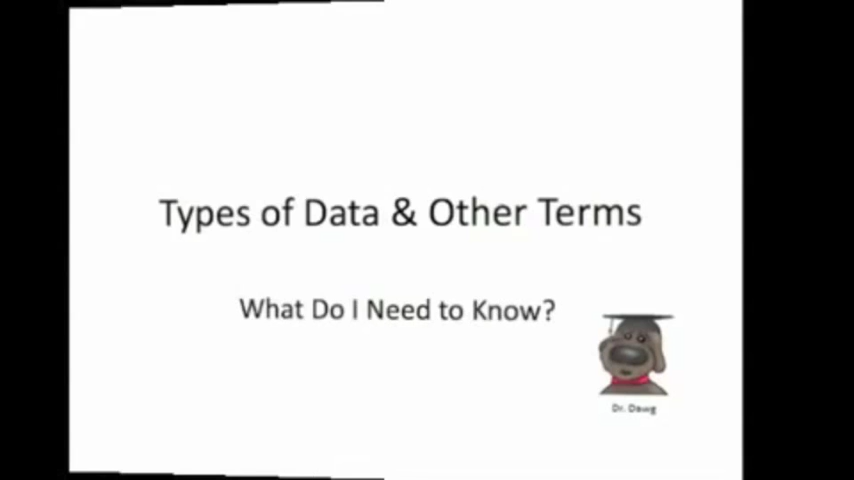 Types of Data & Other Terms
What Do I Need to Know?
Dr. Dawg